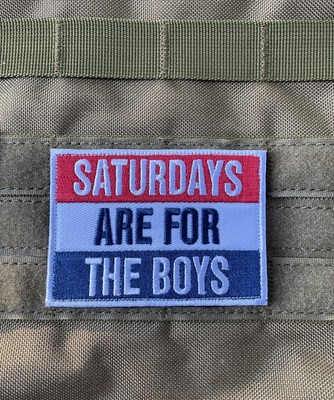 SATURDAYS
ARE FOR
THE BOYS